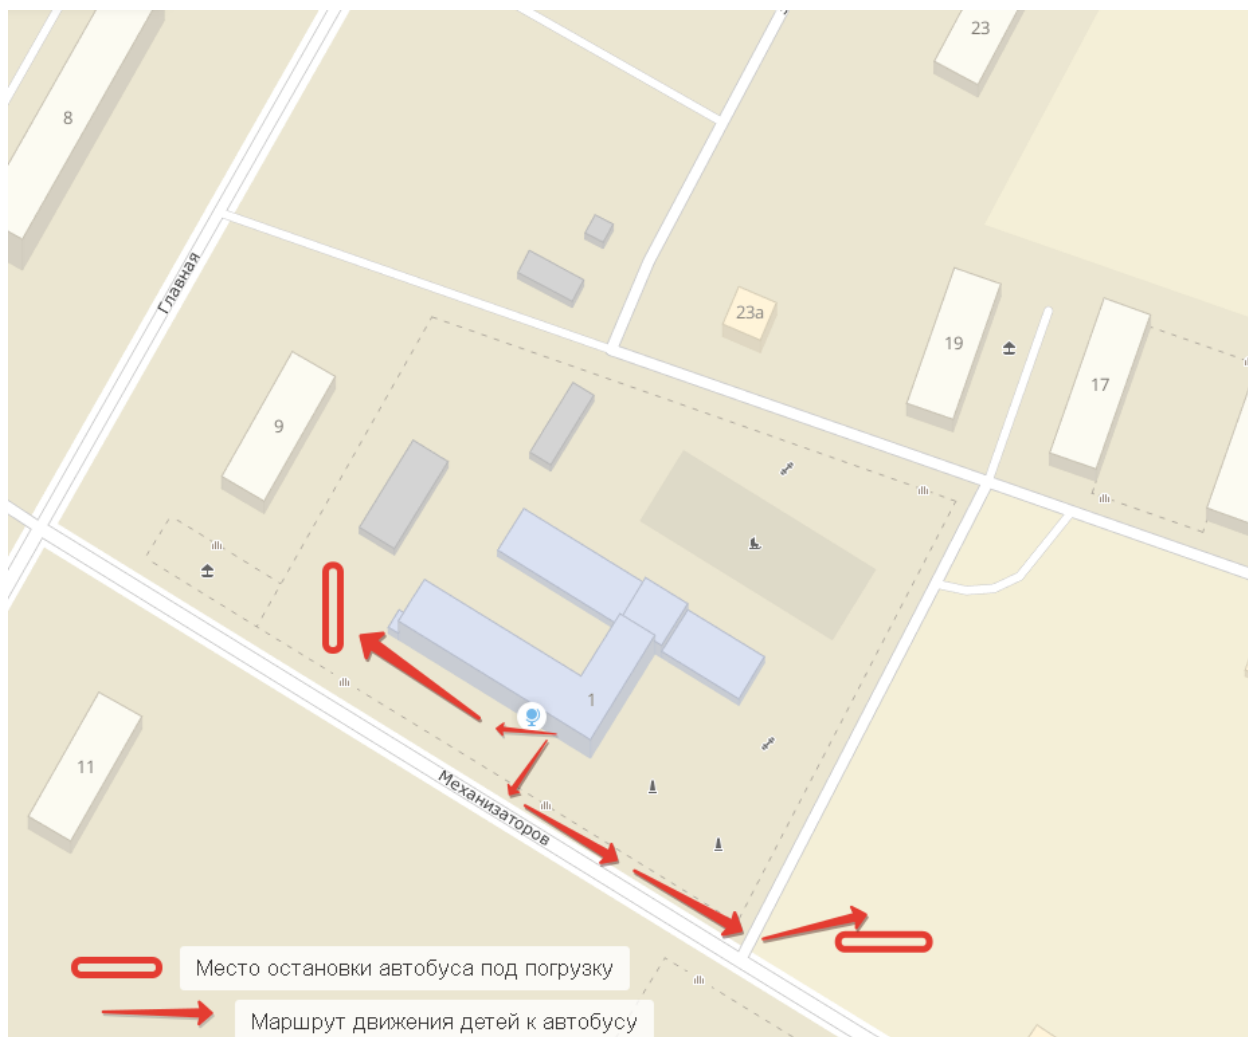 23
8
Главная
23а
19
17
9
1
11
Механизаторов
Место остановки автобуса под погрузку
Маршрут движения детей к автобусу